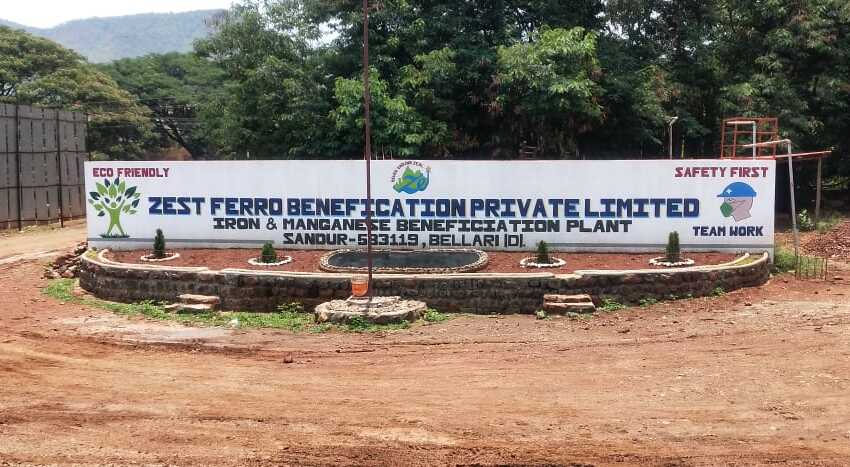 ECO FRIENDLY
SAFETY FIRST
ZEST FERRO BENEFICATION PRIVATE LIMITED
IRON & MANGANESE BENEFICIATION PLANT
SANDUR-583119, BELLARI[D].
TEAM WORK